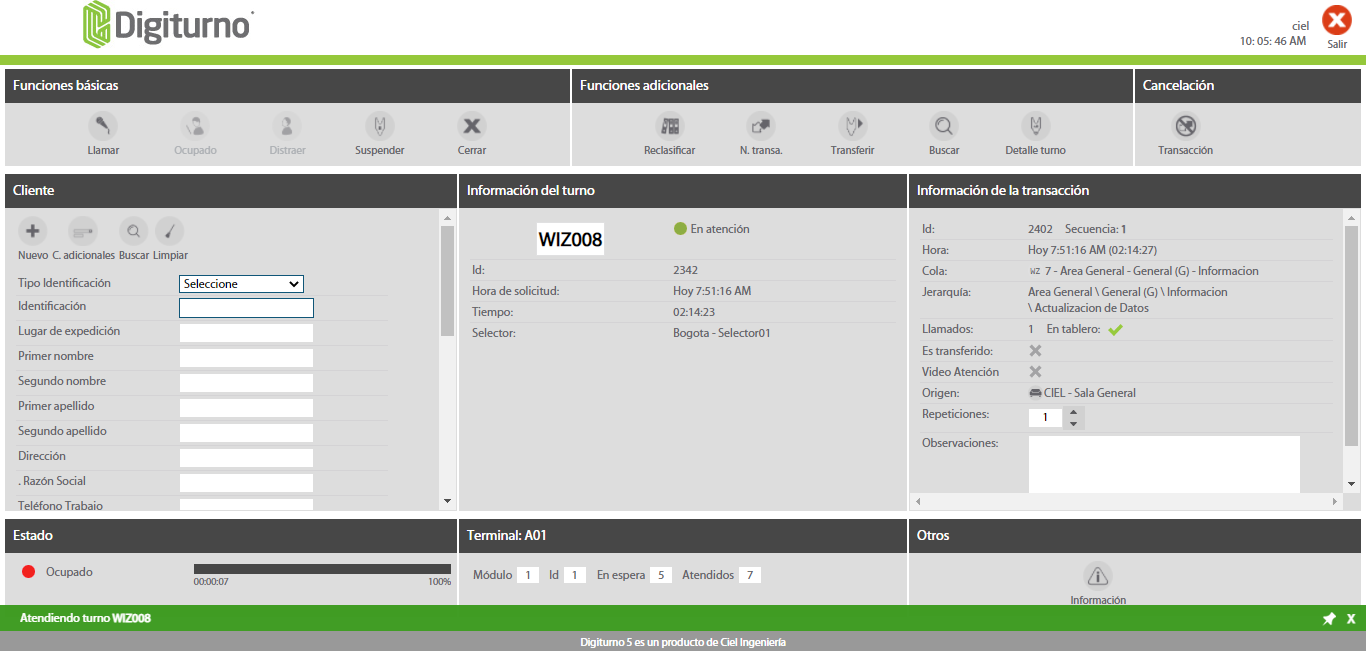 Digiturno
ciel
10: 05: 46 AM
Salir
Funciones básicas
Funciones adicionales
Cancelación
Llamar
Ocupado
Distraer
Suspender
Cerrar
Reclasificar
N. transa.
Transferir
Buscar
Detalle turno
Transacción
Cliente
Nuevo
C. adicionales
Buscar
Limpiar
Tipo Identificación
Seleccione
Identificación
Lugar de expedición
Primer nombre
Segundo nombre
Primer apellido
Segundo apellido
Dirección
. Razón Social
Teléfono Trabajo
Información del turno
WIZ008
En atención
Id: 2342
Hora de solicitud: Hoy 7:51:16 AM
Tiempo: 02:14:23
Selector: Bogota - Selector01
Información de la transacción
Id: 2402 Secuencia: 1
Hora: Hoy 7:51:16 AM (02:14:27)
Cola: WZ 7 - Area General - General (G) - Informacion
Jerarquía: Area General \ General (G) \ Informacion
\ Actualizacion de Datos
Llamados: 1 En tablero:
Es transferido:
Video Atención
Origen: CIEL - Sala General
Repeticiones: 1
Observaciones:
Estado
Ocupado
00:00:07 100%
Terminal: A01
Módulo 1 Id 1 En espera 5 Atendidos 7
Otros
Información
Atendiendo turno WIZ008
X
Digiturno 5 es un producto de Ciel Ingeniería